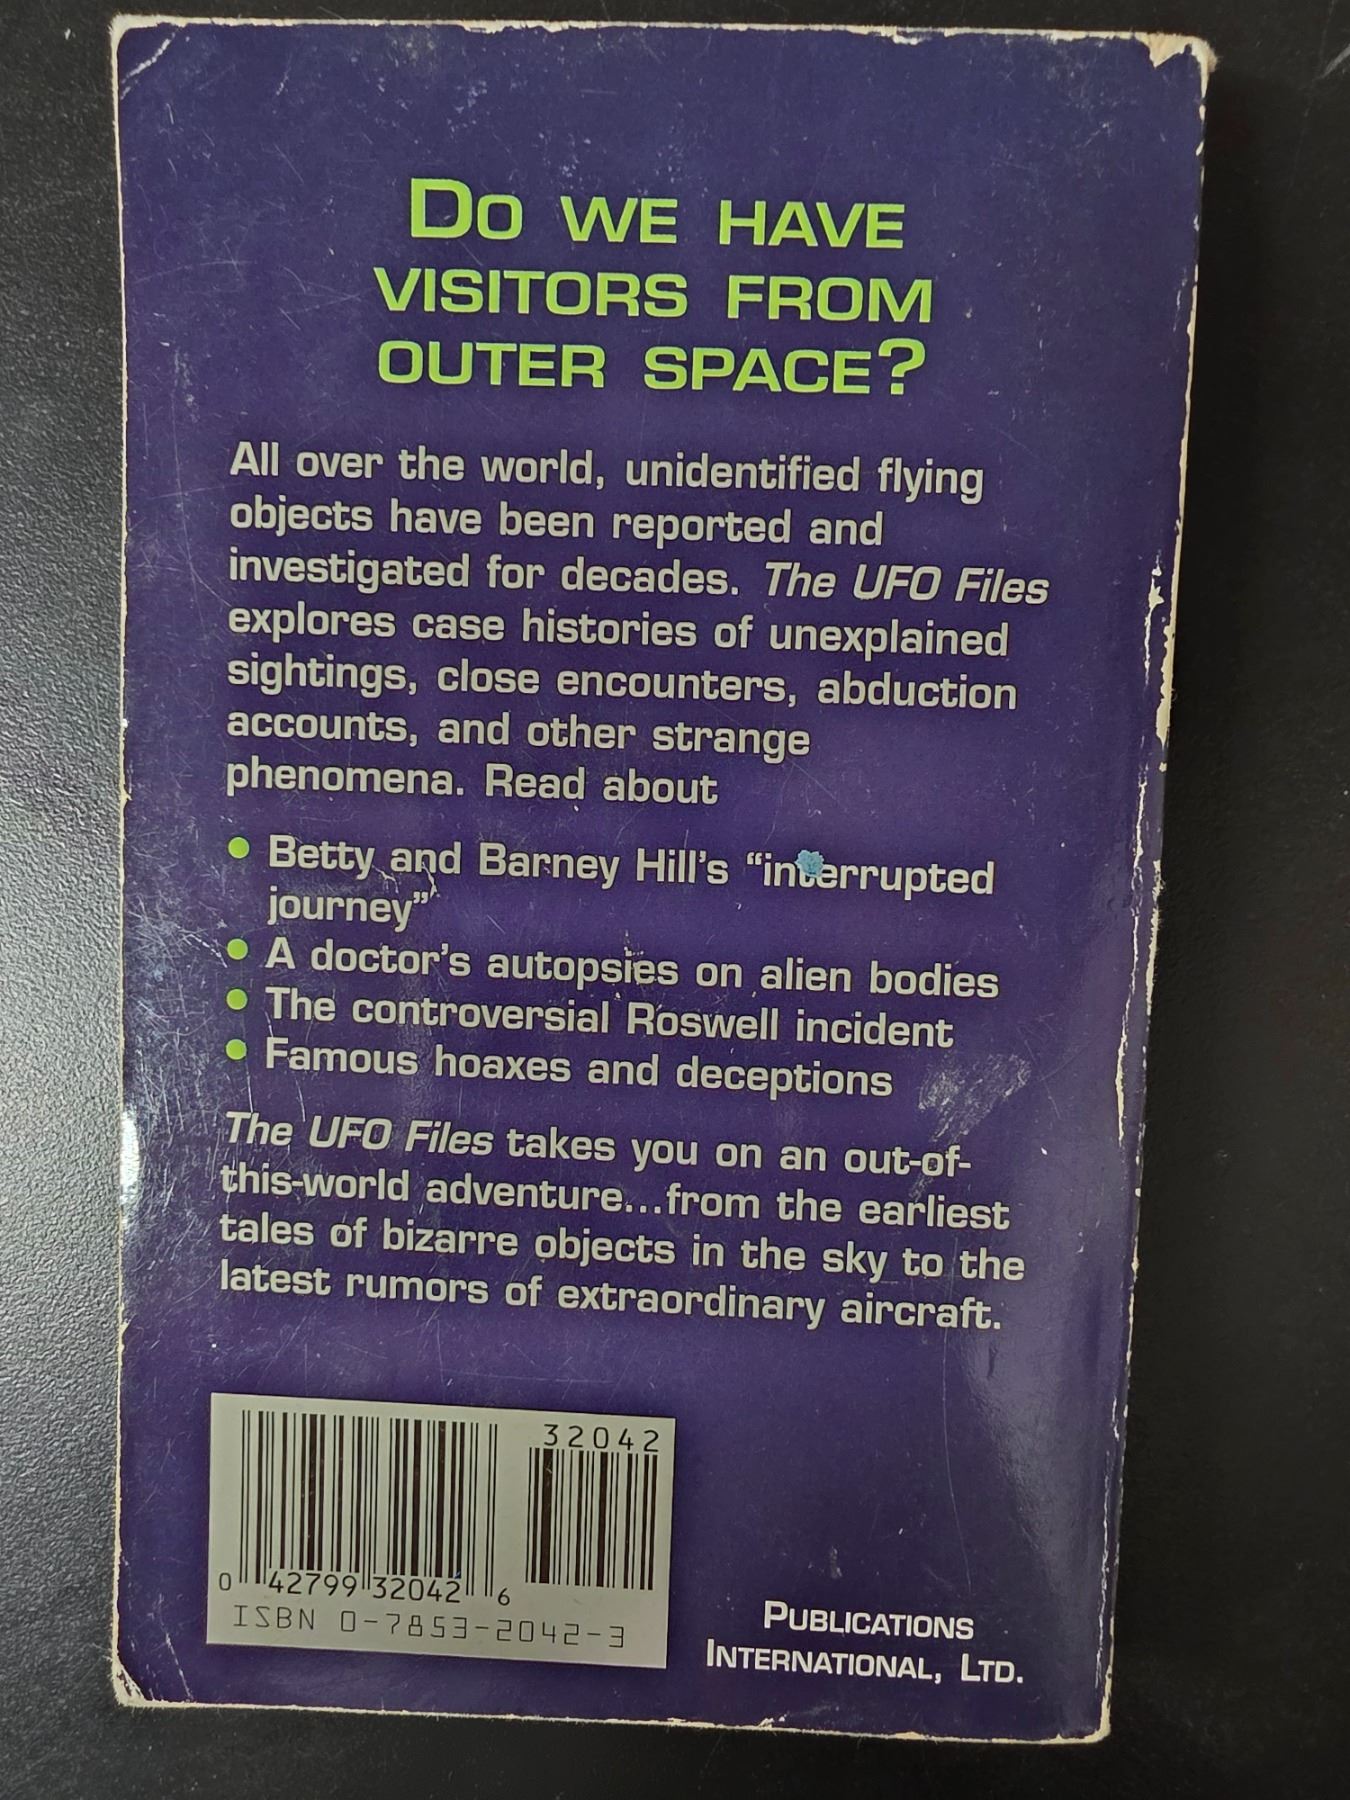 DO WE HAVE
VISITORS FROM
OUTER SPACE?
All over the world, unidentified flying
objects have been reported and
investigated for decades. The UFO Files
explores case histories of unexplained
sightings, close encounters, abduction
accounts, and other strange
phenomena. Read about
• Betty and Barney Hill's “interrupted
journey”
• A doctor's autopsies on alien bodies
• The controversial Roswell incident
• Famous hoaxes and deceptions
The UFO Files takes you on an out-of-
this-world adventure...from the earliest
tales of bizarre objects in the sky to the
latest rumors of extraordinary aircraft.
32042
0 42799 32042 6
ISBN 0-7853-2042-3
PUBLICATIONS
INTERNATIONAL, LTD.